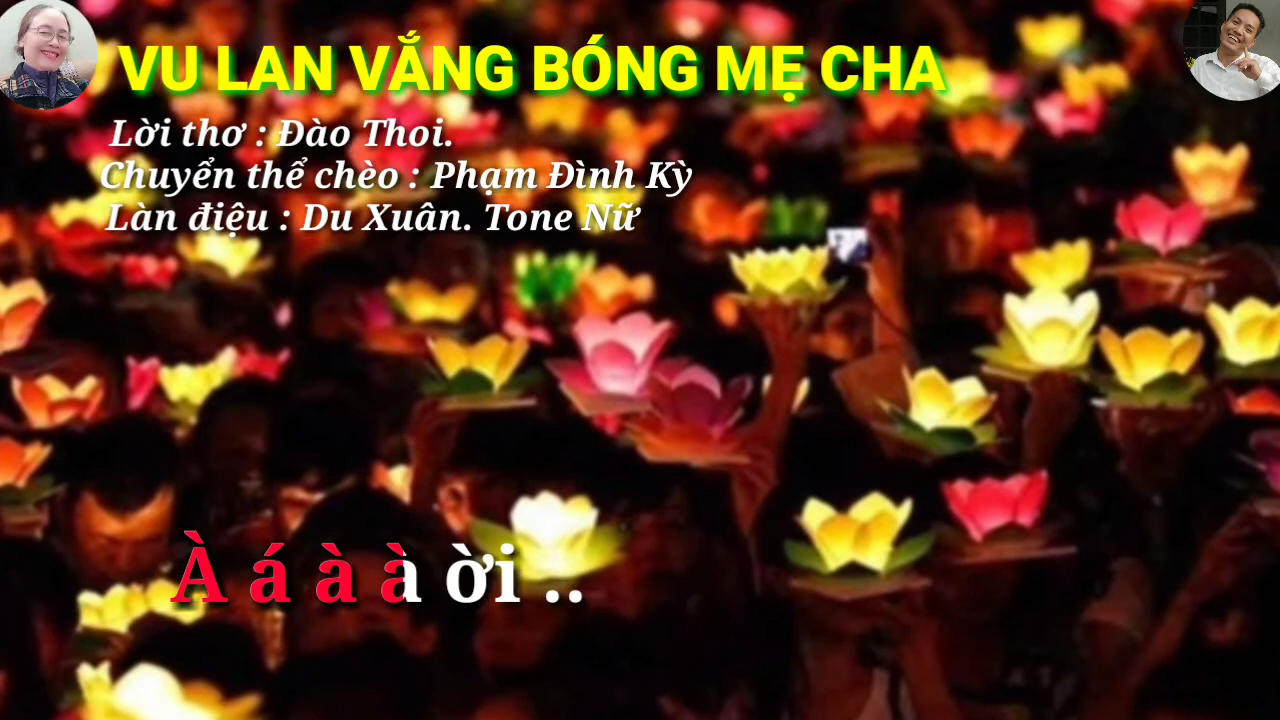 VU LAN VẮNG BÓNG MẸ CHA
Lời thơ : Đào Thoi.
Chuyển thể chèo : Phạm Đình Kỳ
Làn điệu : Du Xuân. Tone Nữ
À á à à ời ..